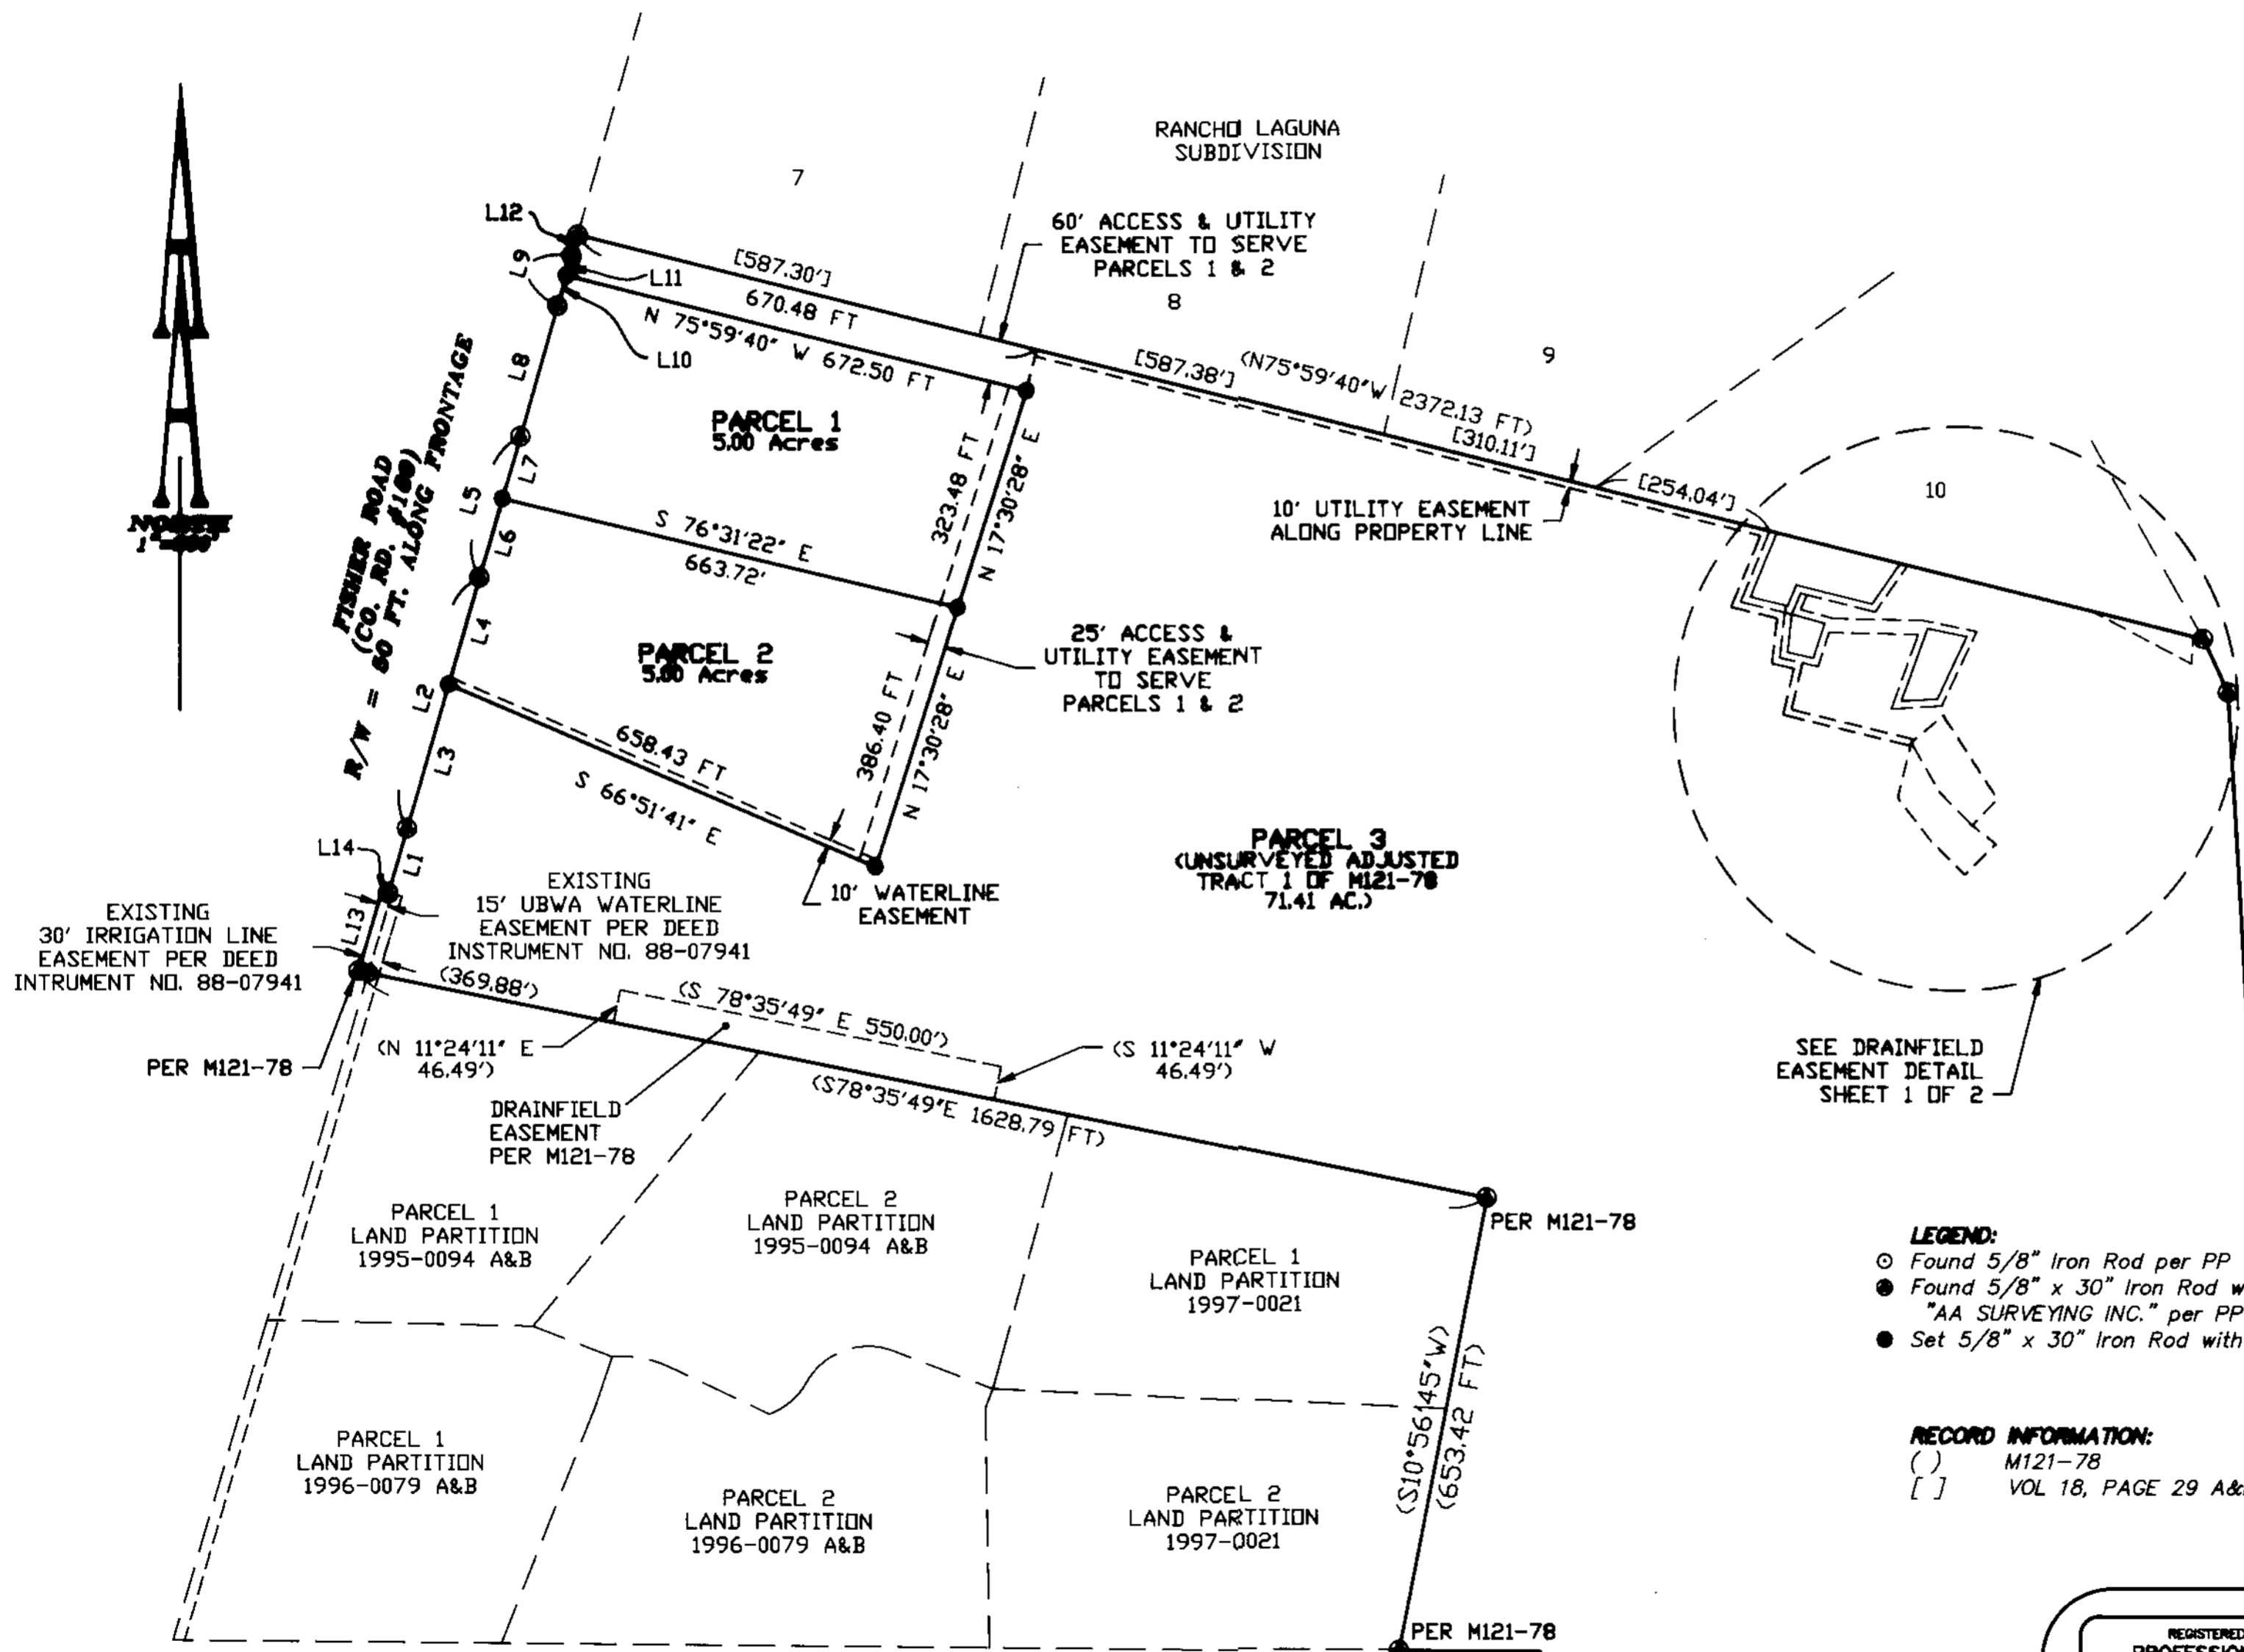 RANCHO LAGUNA
SUBDIVISION
7
L12
60' ACCESS & UTILITY
EASEMENT TO SERVE
PARCELS 1 & 2
8
L9
L11
[587.30']
670.48 FT
N 75°59'40" W 672.50 FT
L10
L8
9
[587.38']
(N75°59'40"W 2372.13 FT)
[310.11']
[254.04']
10
10' UTILITY EASEMENT
ALONG PROPERTY LINE
NORTH
FISHER ROAD
(CO. RD. #180)
R/W = 60 FT. ALONG FRONTAGE
PARCEL 1
5.00 Acres
323.48 FT
N 17°30'28" E
L7
L5
L6
S 76°31'22" E
663.72'
L4
PARCEL 2
5.00 Acres
25' ACCESS &
UTILITY EASEMENT
TO SERVE
PARCELS 1 & 2
L2
L3
658.43 FT
S 66°51'41" E
386.40 FT
N 17°30'28" E
PARCEL 3
(UNSURVEYED ADJUSTED
TRACT 1 OF M121-78
71.41 AC.)
L14
L1
L13
10' WATERLINE
EASEMENT
EXISTING
15' UBWA WATERLINE
EASEMENT PER DEED
INSTRUMENT NO. 88-07941
EXISTING
30' IRRIGATION LINE
EASEMENT PER DEED
INTRUMENT NO. 88-07941
(369.88')
(S 78°35'49" E 550.00')
(N 11°24'11" E
46.49')
(S 11°24'11" W
46.49')
PER M121-78
(S78°35'49"E 1628.79 FT)
DRAINFIELD
EASEMENT
PER M121-78
SEE DRAINFIELD
EASEMENT DETAIL
SHEET 1 OF 2
PARCEL 1
LAND PARTITION
1995-0094 A&B
PARCEL 2
LAND PARTITION
1995-0094 A&B
PARCEL 1
LAND PARTITION
1997-0021
PER M121-78
(S10°56'45"W)
(653.42 FT)
PARCEL 1
LAND PARTITION
1996-0079 A&B
PARCEL 2
LAND PARTITION
1996-0079 A&B
PARCEL 2
LAND PARTITION
1997-0021
PER M121-78
LEGEND:
Found 5/8" Iron Rod per PP
Found 5/8" x 30" Iron Rod w
"AA SURVEYING INC." per PP
Set 5/8" x 30" Iron Rod with
RECORD INFORMATION:
( ) M121-78
[ ] VOL 18, PAGE 29 A&
REGISTERED
PROFESSION